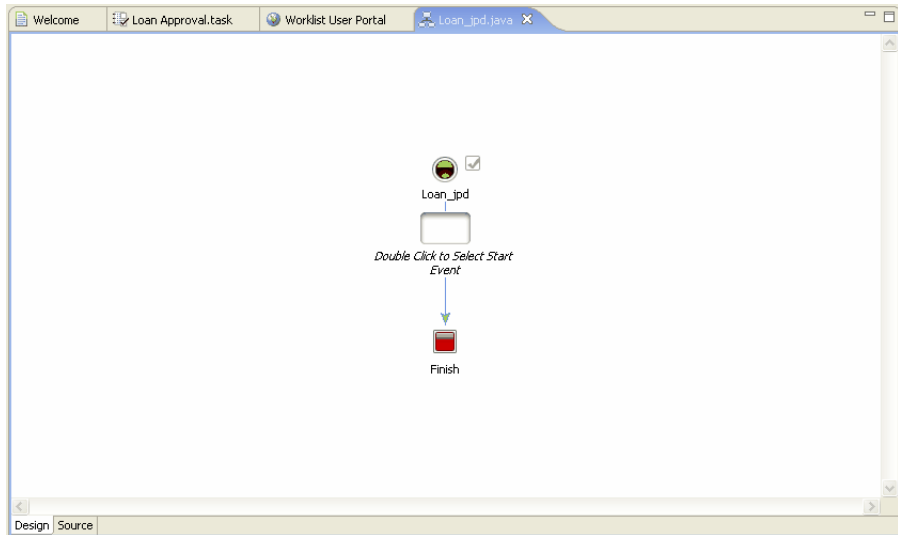 Welcome
Loan Approval.task
Worklist User Portal
Loan_jpd.java
Loan_jpd
Double Click to Select Start
Event
Finish
Design
Source